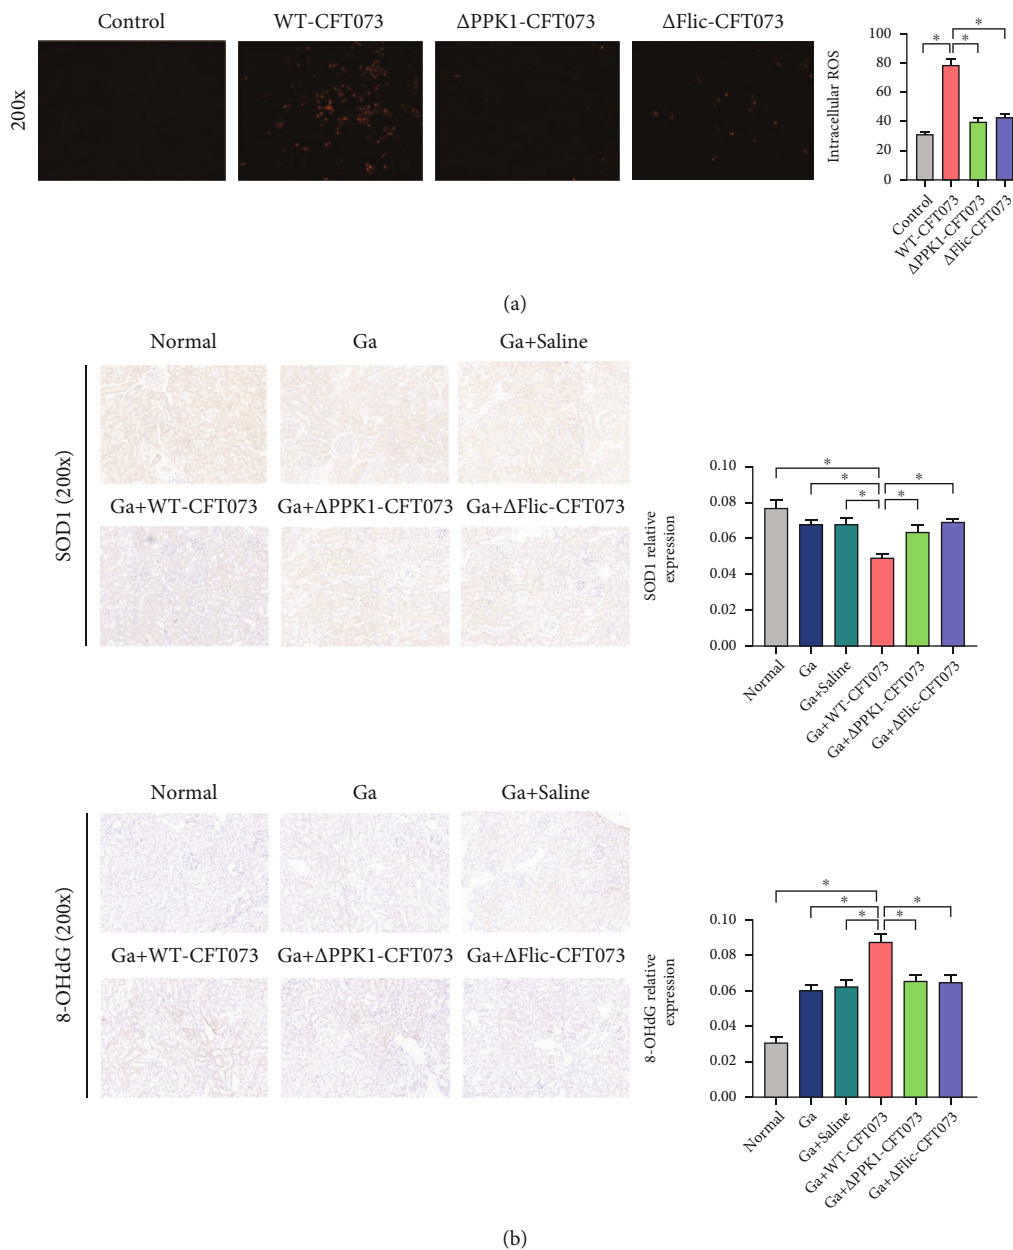 Control WT-CFT073 ΔPPK1-CFT073 ΔFlic-CFT073
200x
Intracellular ROS
100
80
60
40
20
0
* * *
Control
WT-CFT073
ΔPPK1-CFT073
ΔFlic-CFT073
(a)
Normal Ga Ga+Saline
Ga+WT-CFT073 Ga+ΔPPK1-CFT073 Ga+ΔFlic-CFT073
SOD1 (200x)
SOD1 relative
expression
0.10
0.08
0.06
0.04
0.02
0.00
*
* *
* *
Normal
Ga
Ga+Saline
Ga+WT-CFT073
Ga+ΔPPK1-CFT073
Ga+ΔFlic-CFT073
Normal Ga Ga+Saline
Ga+WT-CFT073 Ga+ΔPPK1-CFT073 Ga+ΔFlic-CFT073
8-OHdG (200x)
8-OHdG relative
expression
0.10
0.08
0.06
0.04
0.02
0.00
*
* *
* *
Normal
Ga
Ga+Saline
Ga+WT-CFT073
Ga+ΔPPK1-CFT073
Ga+ΔFlic-CFT073
(b)